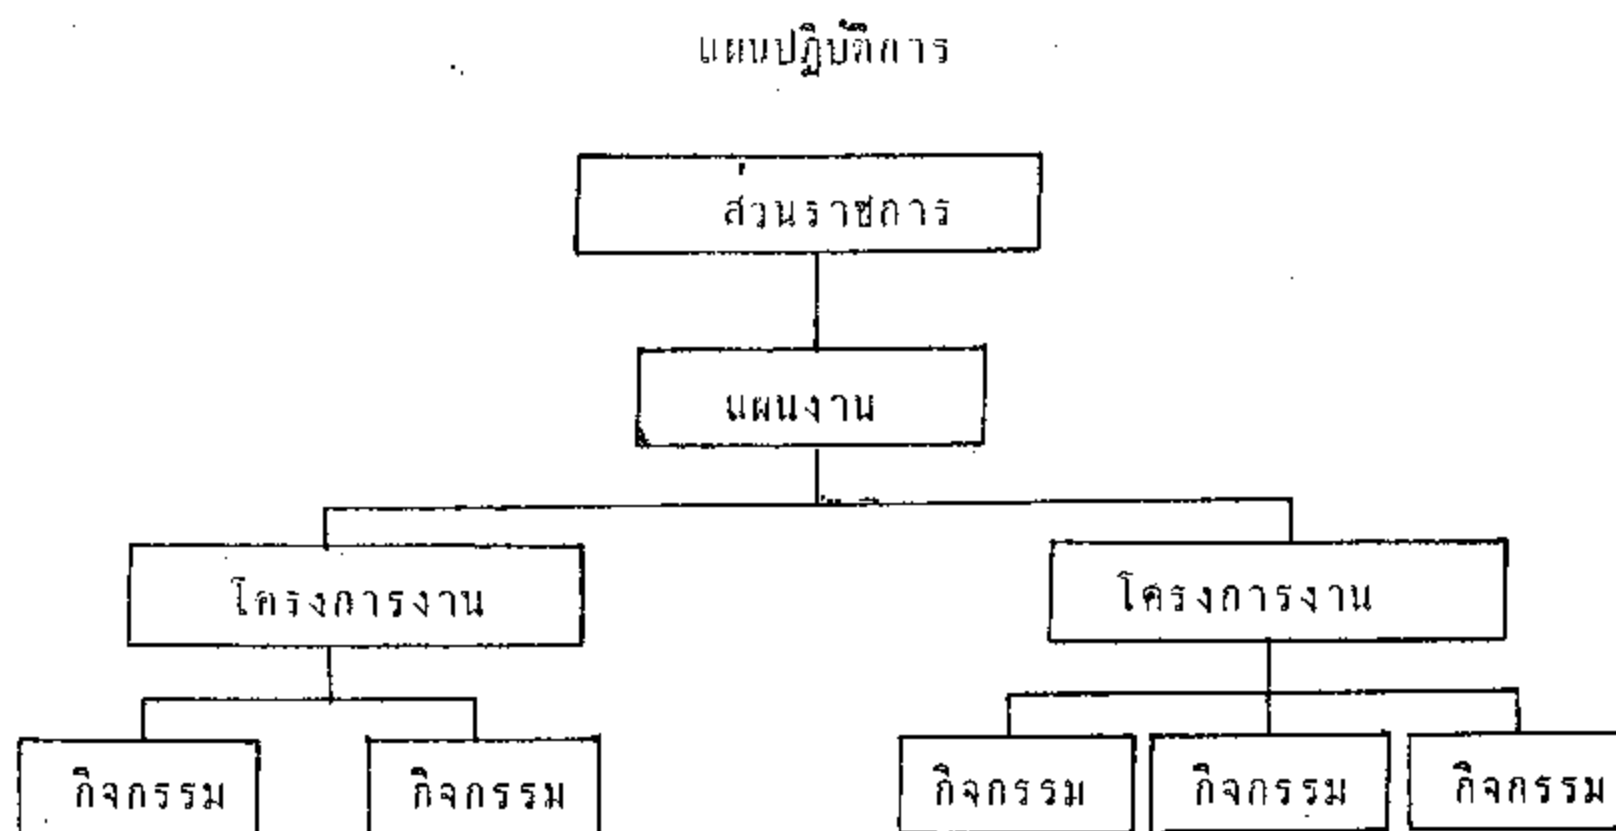 แผนปฏิบัติการ
ส่วนราชการ
แผนงาน
โครงการงาน โครงการงาน
กิจกรรม กิจกรรม กิจกรรม กิจกรรม กิจกรรม